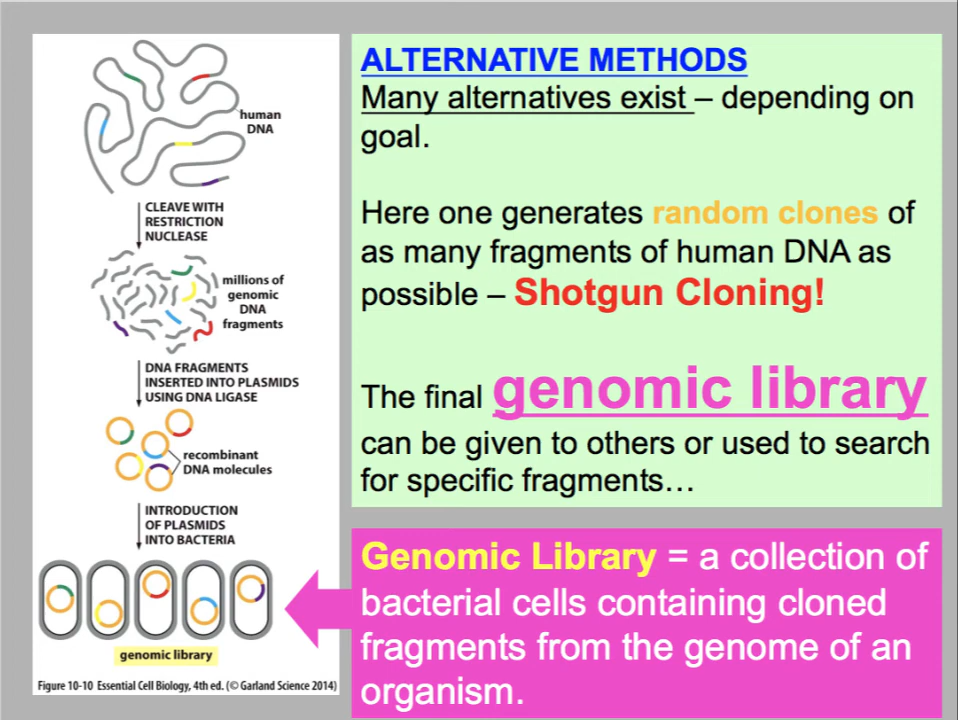 human
DNA
CLEAVE WITH
RESTRICTION
NUCLEASE
millions of
genomic
DNA
fragments
DNA FRAGMENTS
INSERTED INTO PLASMIDS
USING DNA LIGASE
recombinant
DNA molecules
INTRODUCTION
OF PLASMIDS
INTO BACTERIA
genomic library
Figure 10-10 Essential Cell Biology, 4th ed. (© Garland Science 2014)
ALTERNATIVE METHODS
Many alternatives exist – depending on
goal.
Here one generates random clones of
as many fragments of human DNA as
possible – Shotgun Cloning!
The final genomic library
can be given to others or used to search
for specific fragments…
Genomic Library = a collection of
bacterial cells containing cloned
fragments from the genome of an
organism.